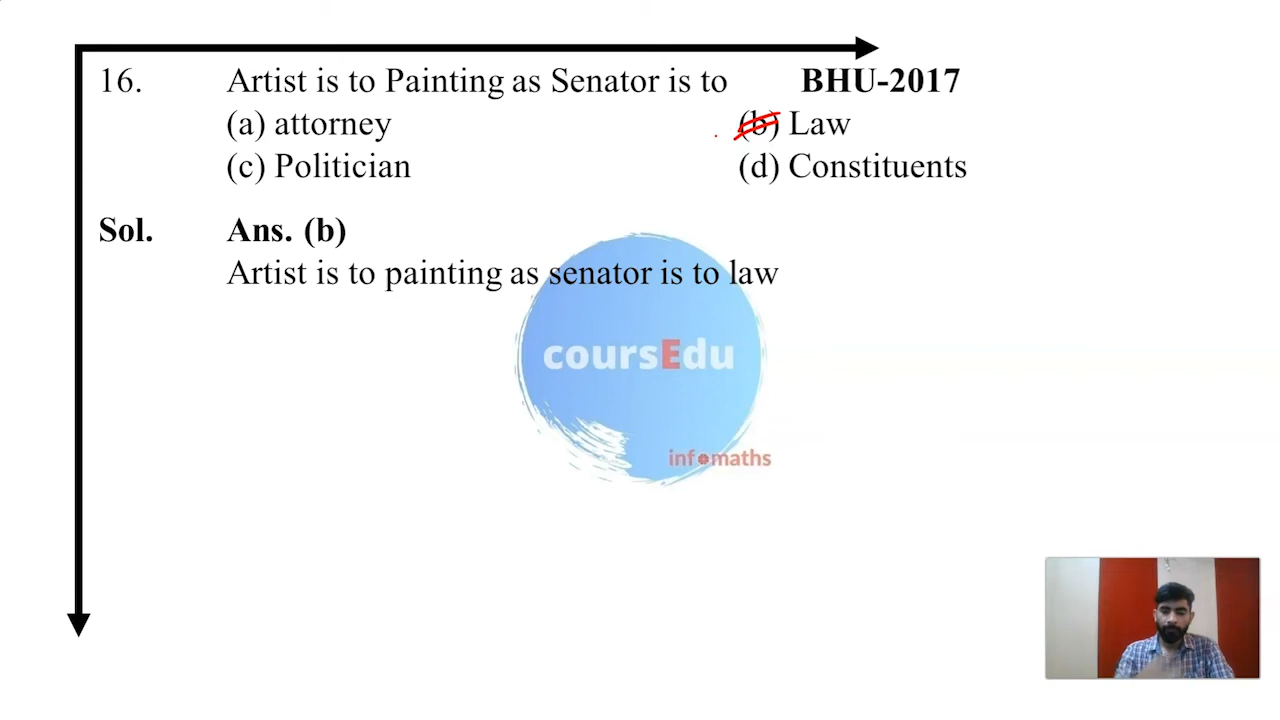 16. Artist is to Painting as Senator is to BHU-2017
(a) attorney (b) Law
(c) Politician (d) Constituents
Sol. Ans. (b)
Artist is to painting as senator is to law
coursEdu
infomaths